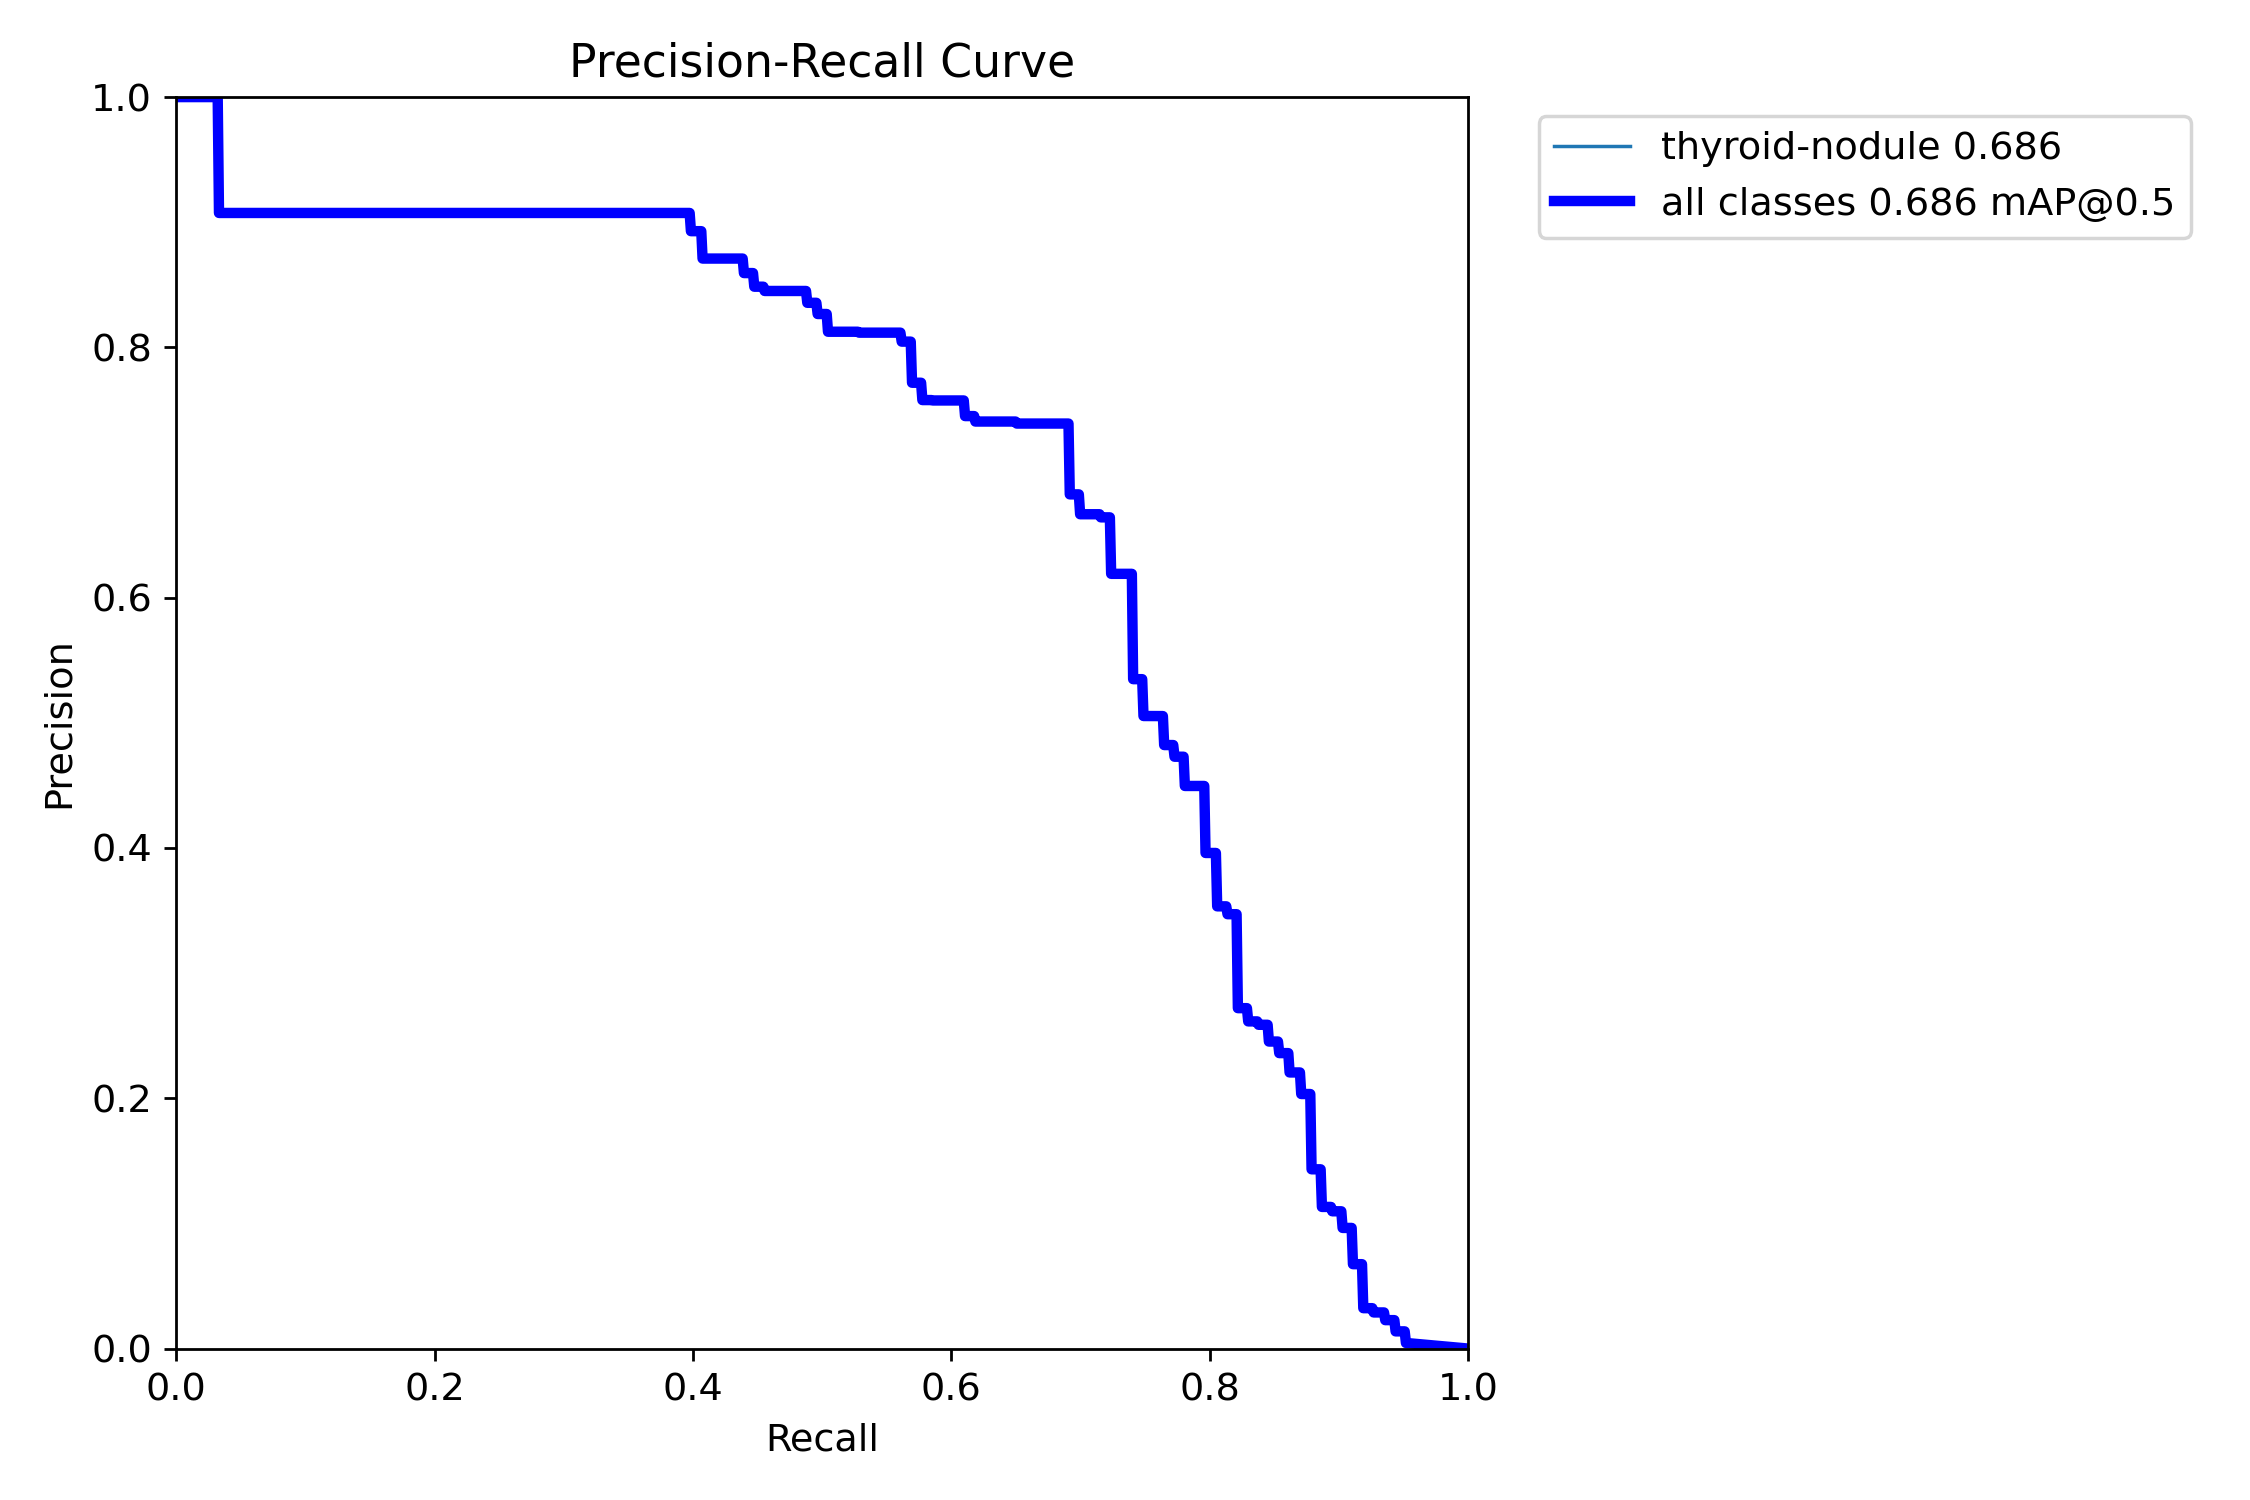 Precision-Recall Curve
1.0
0.8
0.6
0.4
0.2
0.0
Precision
0.0 0.2 0.4 0.6 0.8 1.0
Recall
thyroid-nodule 0.686
all classes 0.686 mAP@0.5